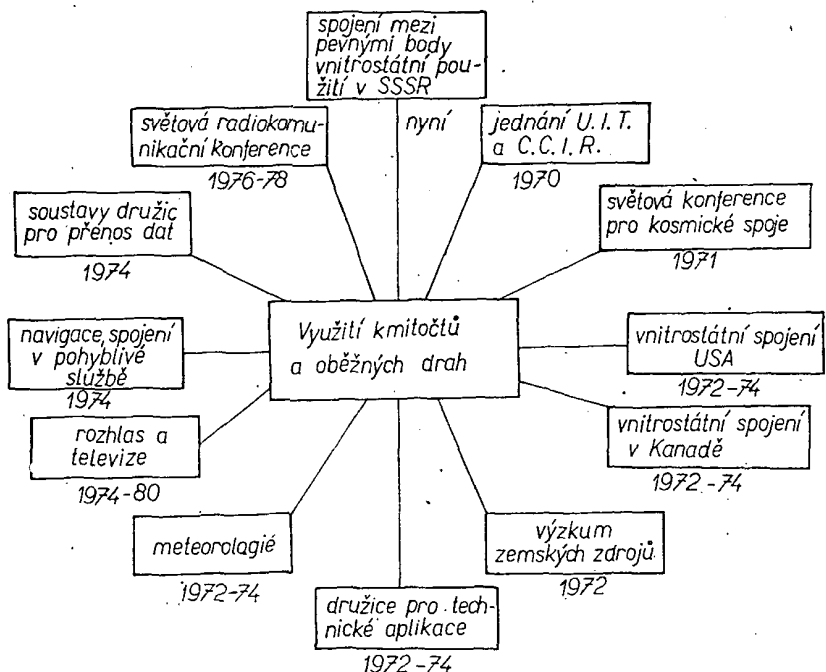 spojení mezi
pevnými body
vnitrostátní pou-
žití v SSSR
nyní
světová radiokomu-
nikační konference
1976-78
jednání U.I.T.
a C.C.I.R.
1970
soustavy družic
pro přenos dat
1974
světová konference
pro kosmické spoje
1971
Využití kmitočtů
a oběžných drah
navigace, spojení
v pohyblivé
službě
1974
vnitrostátní spojení
USA
1972-74
rozhlas a
televize
1974-80
vnitrostátní spojení
v Kanadě
1972-74
meteorologié
1972-74
výzkum
zemských zdrojů
1972
družice pro tech-
nické aplikace
1972-74